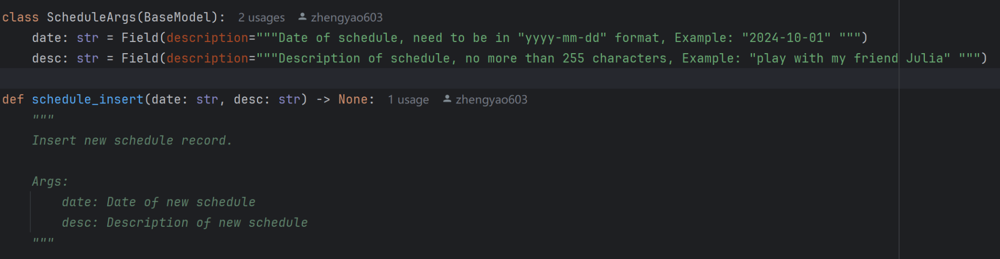 class ScheduleArgs(BaseModel):  2 usages  zhengyao603
    date: str = Field(description="""Date of schedule, need to be in "yyyy-mm-dd" format, Example: "2024-10-01" """)
    desc: str = Field(description="""Description of schedule, no more than 255 characters, Example: "play with my friend Julia" """)
def schedule_insert(date: str, desc: str) -> None:  1 usage  zhengyao603
    """
    Insert new schedule record.
    Args:
        date: Date of new schedule
        desc: Description of new schedule
    """